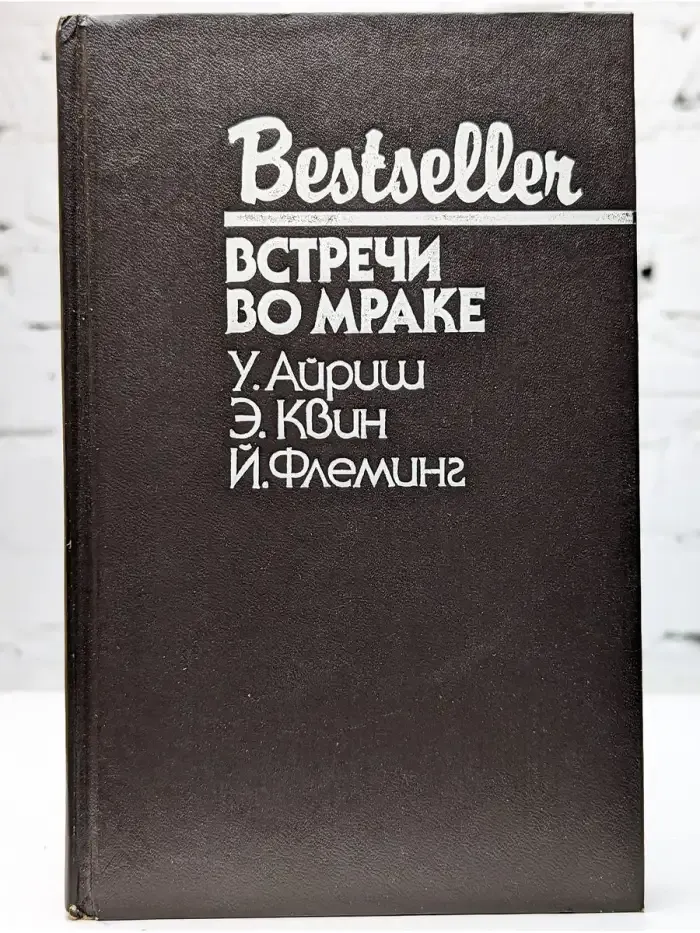 Bestseller
ВСТРЕЧИ
ВО МРАКЕ
У. Айриш
Э. Квин
Й. Флеминг